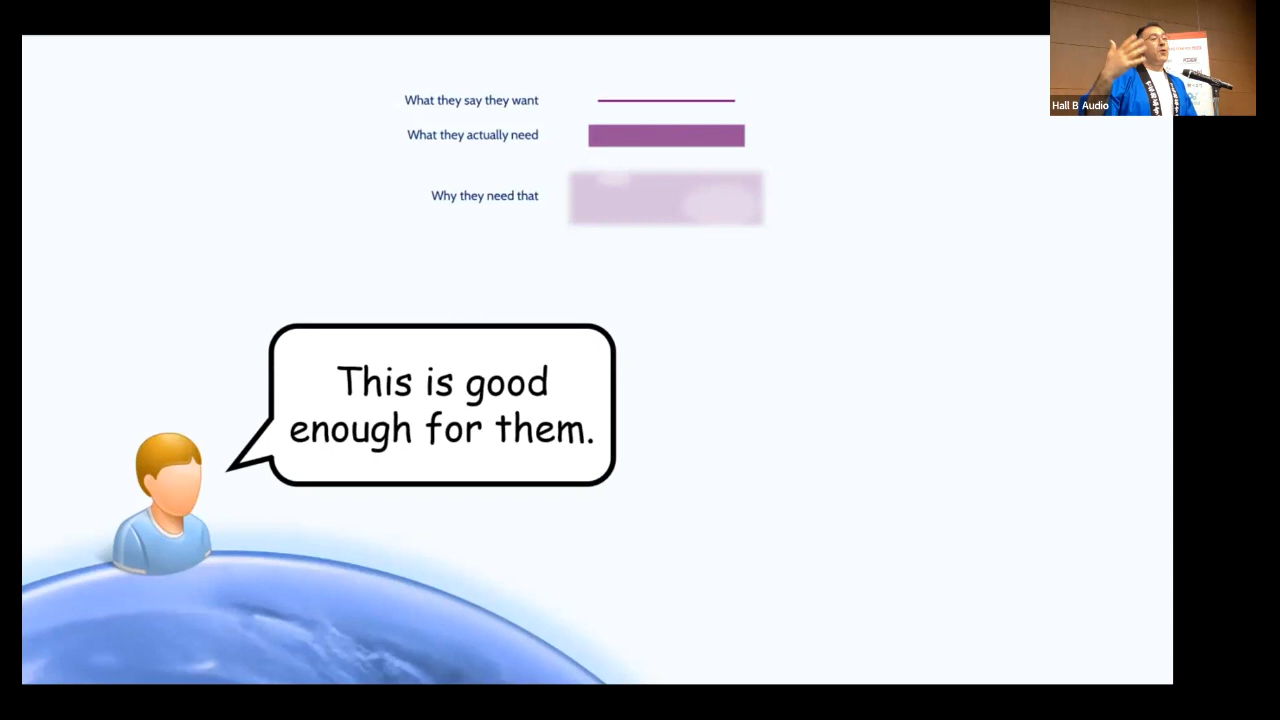 What they say they want
What they actually need
Why they need that
This is good
enough for them.
Hall B Audio